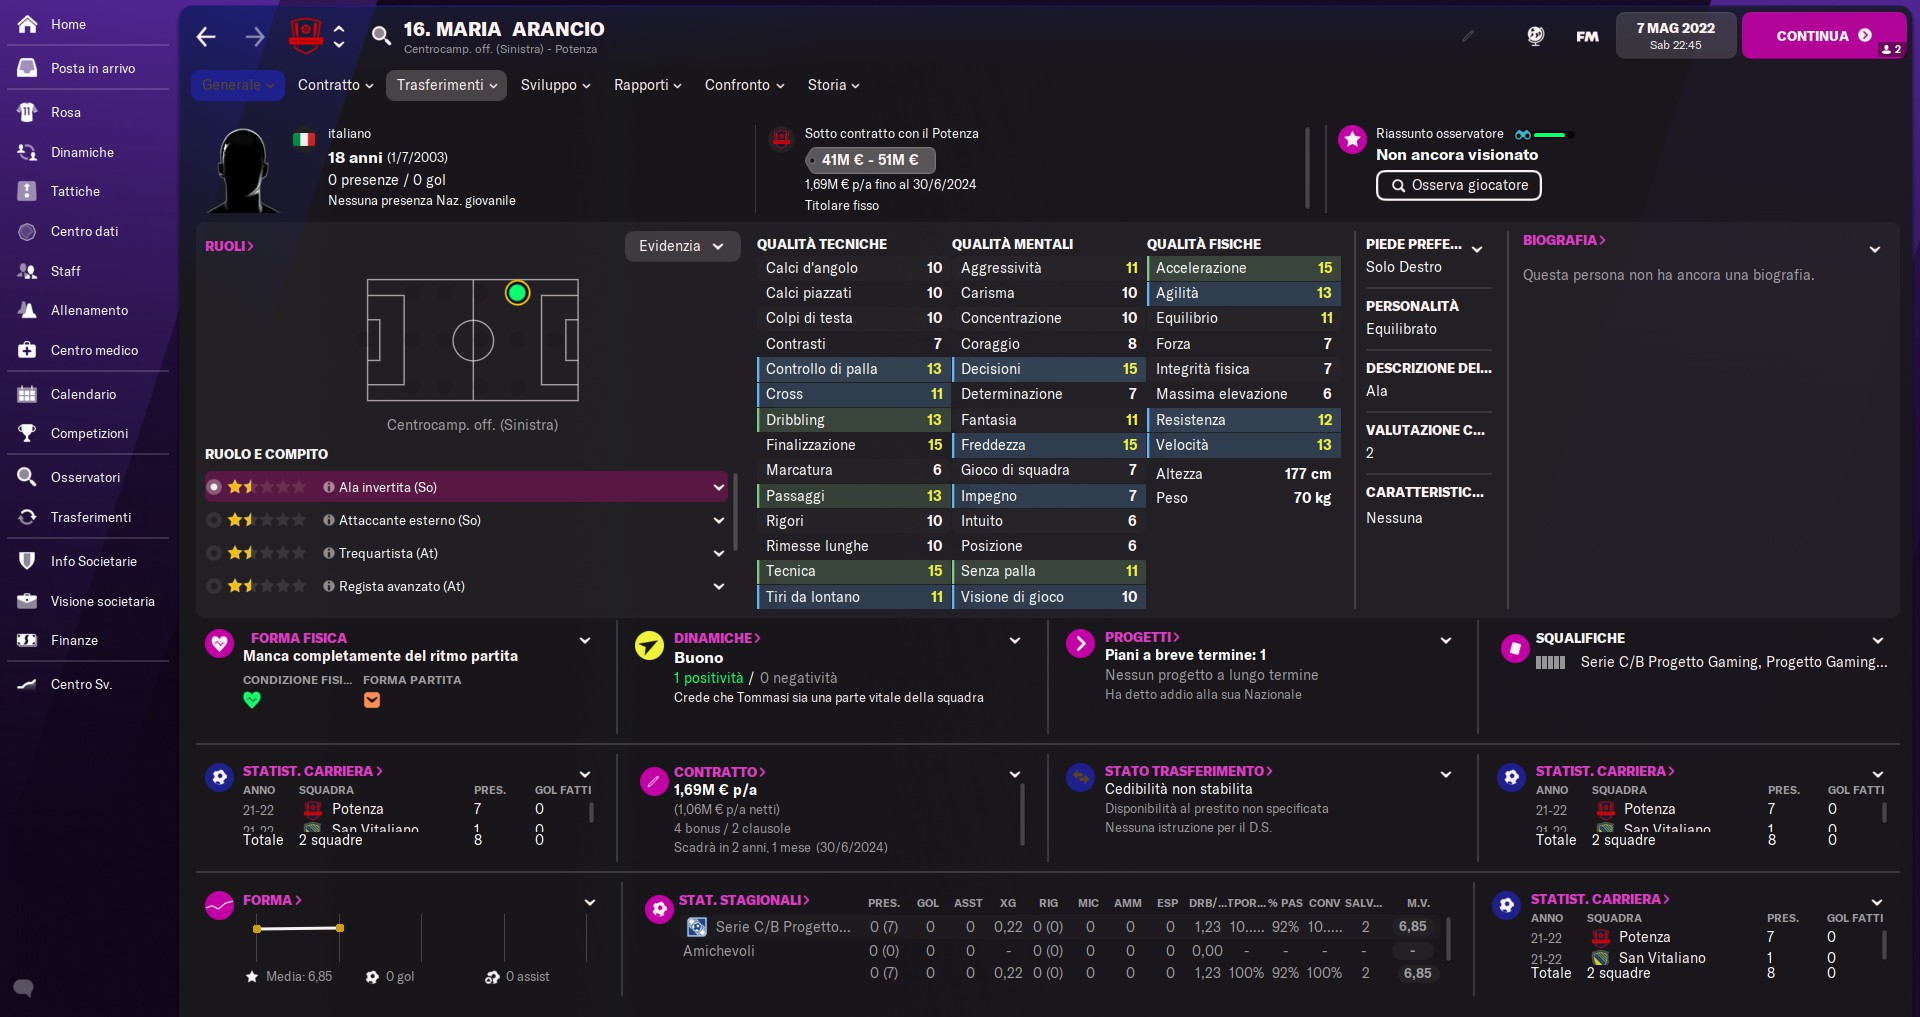 Home
Posta in arrivo
Rosa
Dinamiche
Tattiche
Centro dati
Staff
Allenamento
Centro medico
Calendario
Competizioni
Osservatori
Trasferimenti
Info Societarie
Visione societaria
Finanze
Centro Sv.
16. MARIA ARANCIO
Centrocamp. off. (Sinistra) - Potenza
FM
7 MAG 2022
Sab 22:45
CONTINUA
2
Generale
Contratto
Trasferimenti
Sviluppo
Rapporti
Confronto
Storia
italiano
18 anni (1/7/2003)
0 presenze / 0 gol
Nessuna presenza Naz. giovanile
Sotto contratto con il Potenza
41M € - 51M €
1,69M € p/a fino al 30/6/2024
Titolare fisso
Riassunto osservatore
Non ancora visionato
Osserva giocatore
RUOLI
Evidenzia
Centrocamp. off. (Sinistra)
RUOLO E COMPITO
Ala invertita (So)
Attaccante esterno (So)
Trequartista (At)
Regista avanzato (At)
QUALITÀ TECNICHE
Calci d'angolo 10
Calci piazzati 10
Colpi di testa 10
Contrasti 7
Controllo di palla 13
Cross 11
Dribbling 13
Finalizzazione 15
Marcatura 6
Passaggi 13
Rigori 10
Rimesse lunghe 10
Tecnica 15
Tiri da lontano 11
QUALITÀ MENTALI
Aggressività 11
Carisma 10
Concentrazione 10
Coraggio 8
Decisioni 15
Determinazione 7
Fantasia 11
Freddezza 15
Gioco di squadra 7
Impegno 7
Intuito 6
Posizione 6
Senza palla 11
Visione di gioco 10
QUALITÀ FISICHE
Accelerazione 15
Agilità 13
Equilibrio 11
Forza 7
Integrità fisica 7
Massima elevazione 6
Resistenza 12
Velocità 13
Altezza 177 cm
Peso 70 kg
PIEDE PREFE...
Solo Destro
PERSONALITÀ
Equilibrato
DESCRIZIONE DEI...
Ala
VALUTAZIONE C...
2
CARATTERISTIC...
Nessuna
BIOGRAFIA
Questa persona non ha ancora una biografia.
FORMA FISICA
Manca completamente del ritmo partita
CONDIZIONE FISI... FORMA PARTITA
DINAMICHE
Buono
1 positività / 0 negatività
Crede che Tommasi sia una parte vitale della squadra
PROGETTI
Piani a breve termine: 1
Nessun progetto a lungo termine
Ha detto addio alla sua Nazionale
SQUALIFICHE
Serie C/B Progetto Gaming, Progetto Gaming...
STATIST. CARRIERA
ANNO SQUADRA PRES. GOL FATTI
21-22 Potenza 7 0
21-22 San Vitaliano 1 0
Totale 2 squadre 8 0
CONTRATTO
1,69M € p/a
(1,06M € p/a netti)
4 bonus / 2 clausole
Scadrà in 2 anni, 1 mese (30/6/2024)
STATO TRASFERIMENTO
Cedibilità non stabilita
Disponibilità al prestito non specificata
Nessuna istruzione per il D.S.
STATIST. CARRIERA
ANNO SQUADRA PRES. GOL FATTI
21-22 Potenza 7 0
21-22 San Vitaliano 1 0
Totale 2 squadre 8 0
FORMA
Media: 6,85 0 gol 0 assist
STAT. STAGIONALI PRES. GOL ASST XG RIG MIC AMM ESP DRB/...TPOR...% PAS CONV SALV... M.V.
Serie C/B Progetto... 0 (7) 0 0 0,22 0 (0) 0 0 0 1,23 10..... 92% 10..... 2 6,85
Amichevoli 0 (0) 0 0 - 0 (0) 0 0 0 0,00 - - - - -
0 (7) 0 0 0,22 0 (0) 0 0 0 1,23 100% 92% 100% 2 6,85
STATIST. CARRIERA
ANNO SQUADRA PRES. GOL FATTI
21-22 Potenza 7 0
21-22 San Vitaliano 1 0
Totale 2 squadre 8 0